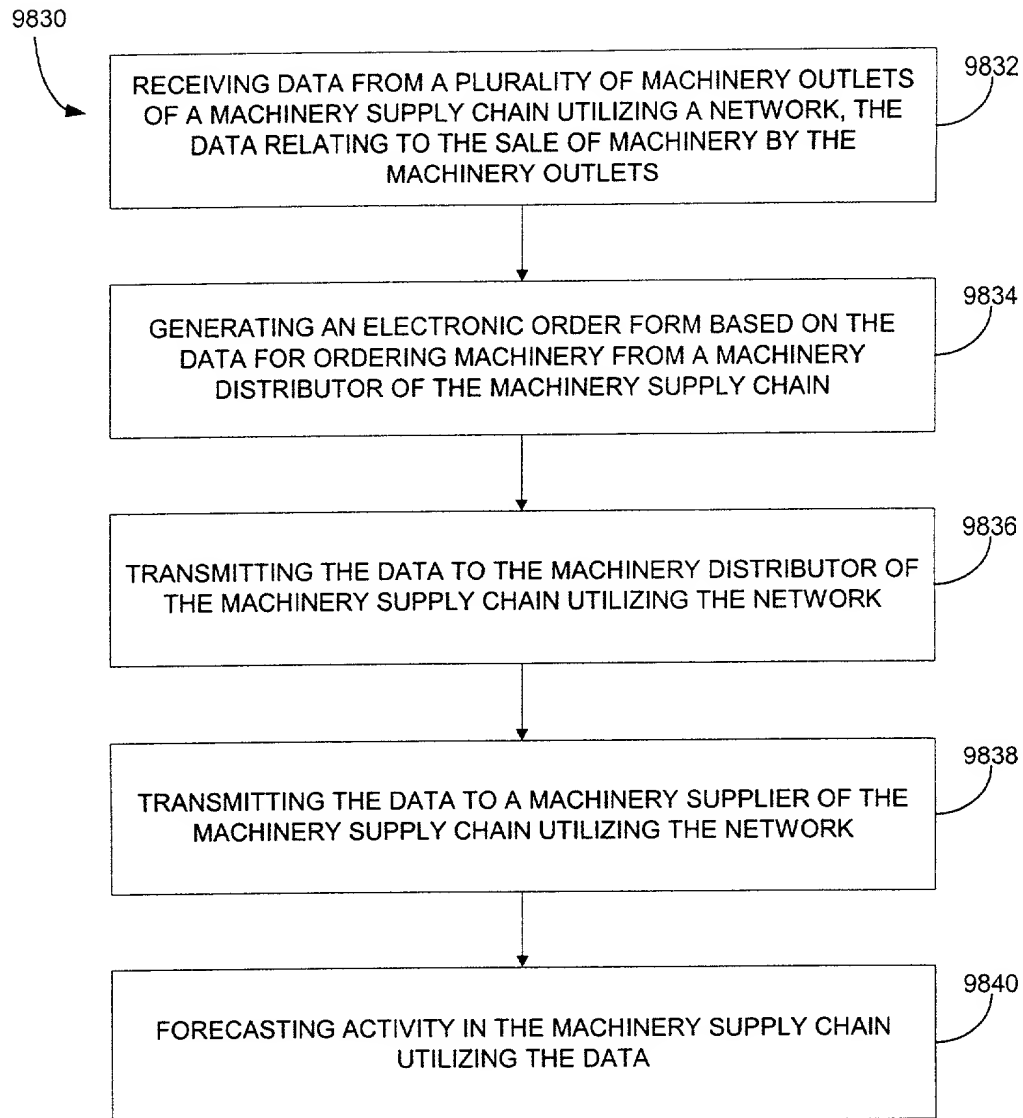 9830
RECEIVING DATA FROM A PLURALITY OF MACHINERY OUTLETS
OF A MACHINERY SUPPLY CHAIN UTILIZING A NETWORK, THE
DATA RELATING TO THE SALE OF MACHINERY BY THE
MACHINERY OUTLETS
9832
GENERATING AN ELECTRONIC ORDER FORM BASED ON THE
DATA FOR ORDERING MACHINERY FROM A MACHINERY
DISTRIBUTOR OF THE MACHINERY SUPPLY CHAIN
9834
TRANSMITTING THE DATA TO THE MACHINERY DISTRIBUTOR OF
THE MACHINERY SUPPLY CHAIN UTILIZING THE NETWORK
9836
TRANSMITTING THE DATA TO A MACHINERY SUPPLIER OF THE
MACHINERY SUPPLY CHAIN UTILIZING THE NETWORK
9838
FORECASTING ACTIVITY IN THE MACHINERY SUPPLY CHAIN
UTILIZING THE DATA
9840